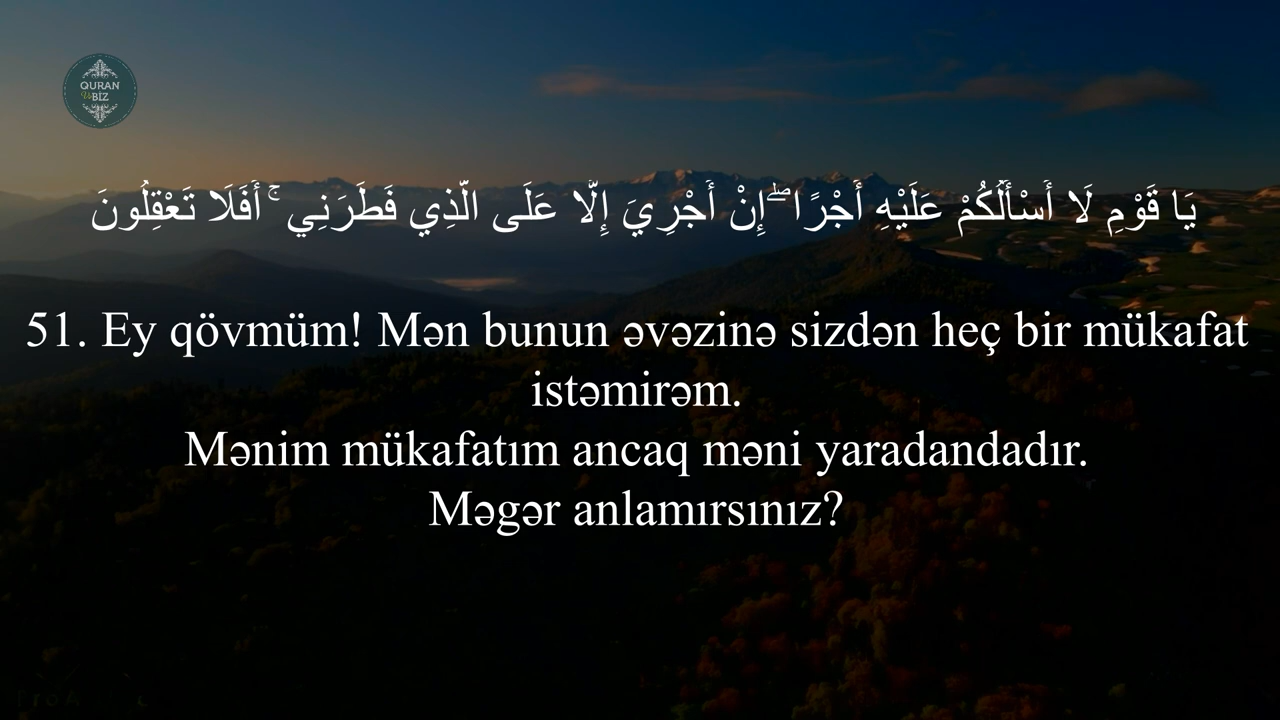 QURAN
Və BİZ
يَا قَوْمِ لَا أَسْأَلُكُمْ عَلَيْهِ أَجْرًا ۖ إِنْ أَجْرِيَ إِلَّا عَلَى الَّذِي فَطَرَنِي ۚ أَفَلَا تَعْقِلُونَ
51. Ey qövmüm! Mən bunun əvəzinə sizdən heç bir mükafat
istəmirəm.
Mənim mükafatım ancaq məni yaradandadır.
Məgər anlamırsınız?